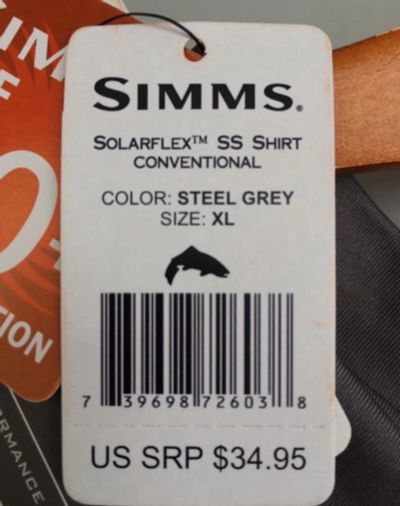 SIMMS®
SOLARFLEX™ SS SHIRT
CONVENTIONAL
COLOR: STEEL GREY
SIZE: XL
7 39698 72603 8
US SRP $34.95